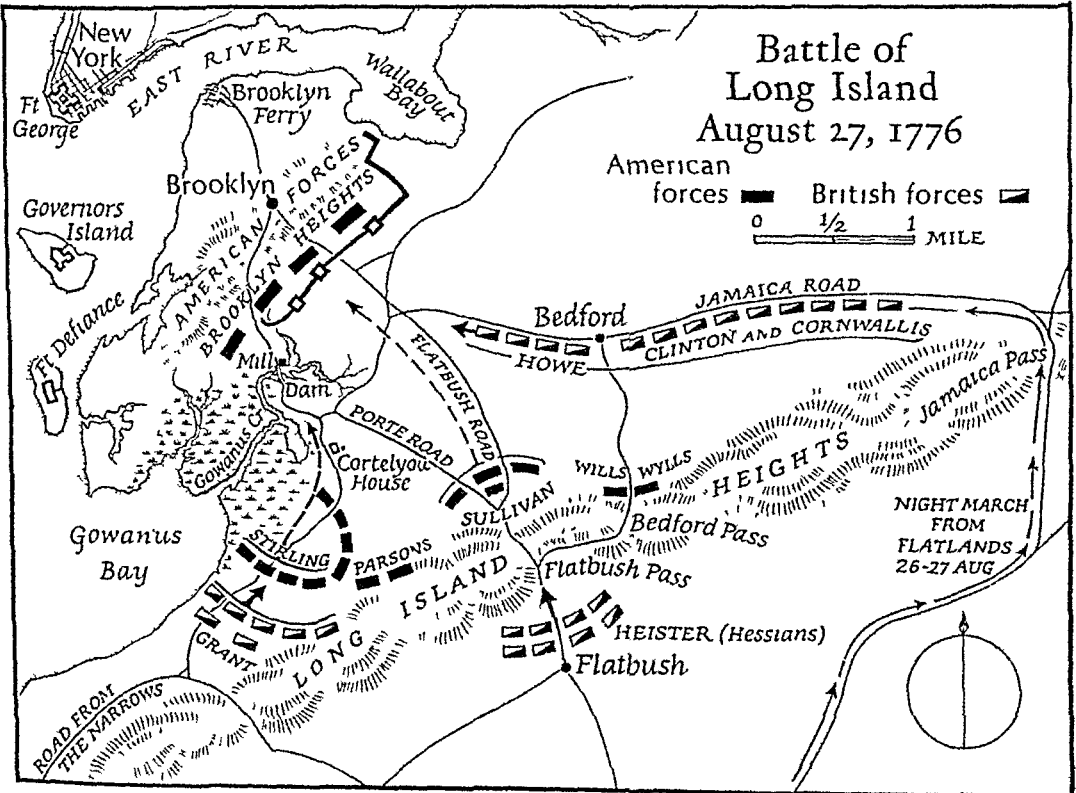 Battle of
Long Island
August 27, 1776
American
forces
British forces
0 1/2 1
MILE
New
York
EAST RIVER
Wallabout
Bay
Ft
George
Brooklyn
Ferry
Brooklyn
AMERICAN FORCES
BROOKLYN HEIGHTS
Governors
Island
Ft Defiance
Mill
Dam
Bedford
JAMAICA ROAD
CLINTON AND CORNWALLIS
HOWE
FLATBUSH ROAD
Jamaica Pass
PORTE ROAD
Gowanus Cr
Cortelyou
House
WILLS WYLLS
LONG ISLAND HEIGHTS
SULLIVAN
Bedford Pass
NIGHT MARCH
FROM
FLATLANDS
26-27 AUG
Gowanus
Bay
STIRLING
PARSONS
Flatbush Pass
GRANT
HEISTER (Hessians)
Flatbush
ROAD FROM
THE NARROWS